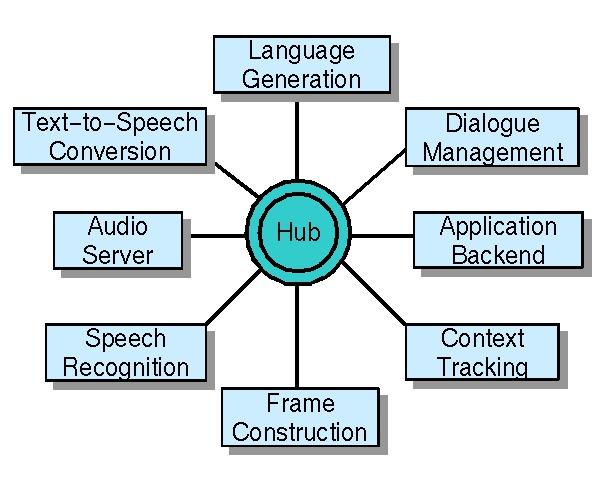 Language
Generation
Text-to-Speech
Conversion
Dialogue
Management
Audio
Server
Hub
Application
Backend
Speech
Recognition
Context
Tracking
Frame
Construction